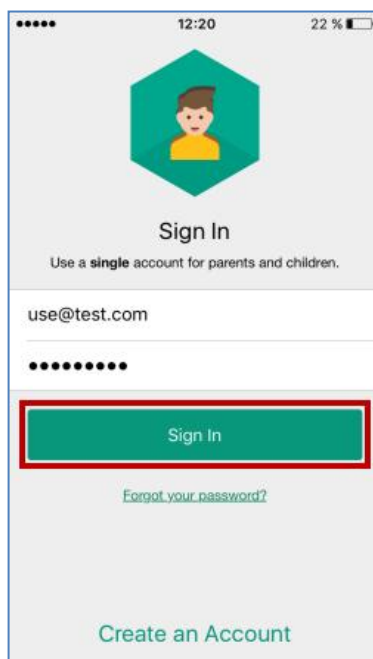 ●●●●● 12:20 22 %
Sign In
Use a single account for parents and children.
use@test.com
●●●●●●●●●
Sign In
Forgot your password?
Create an Account